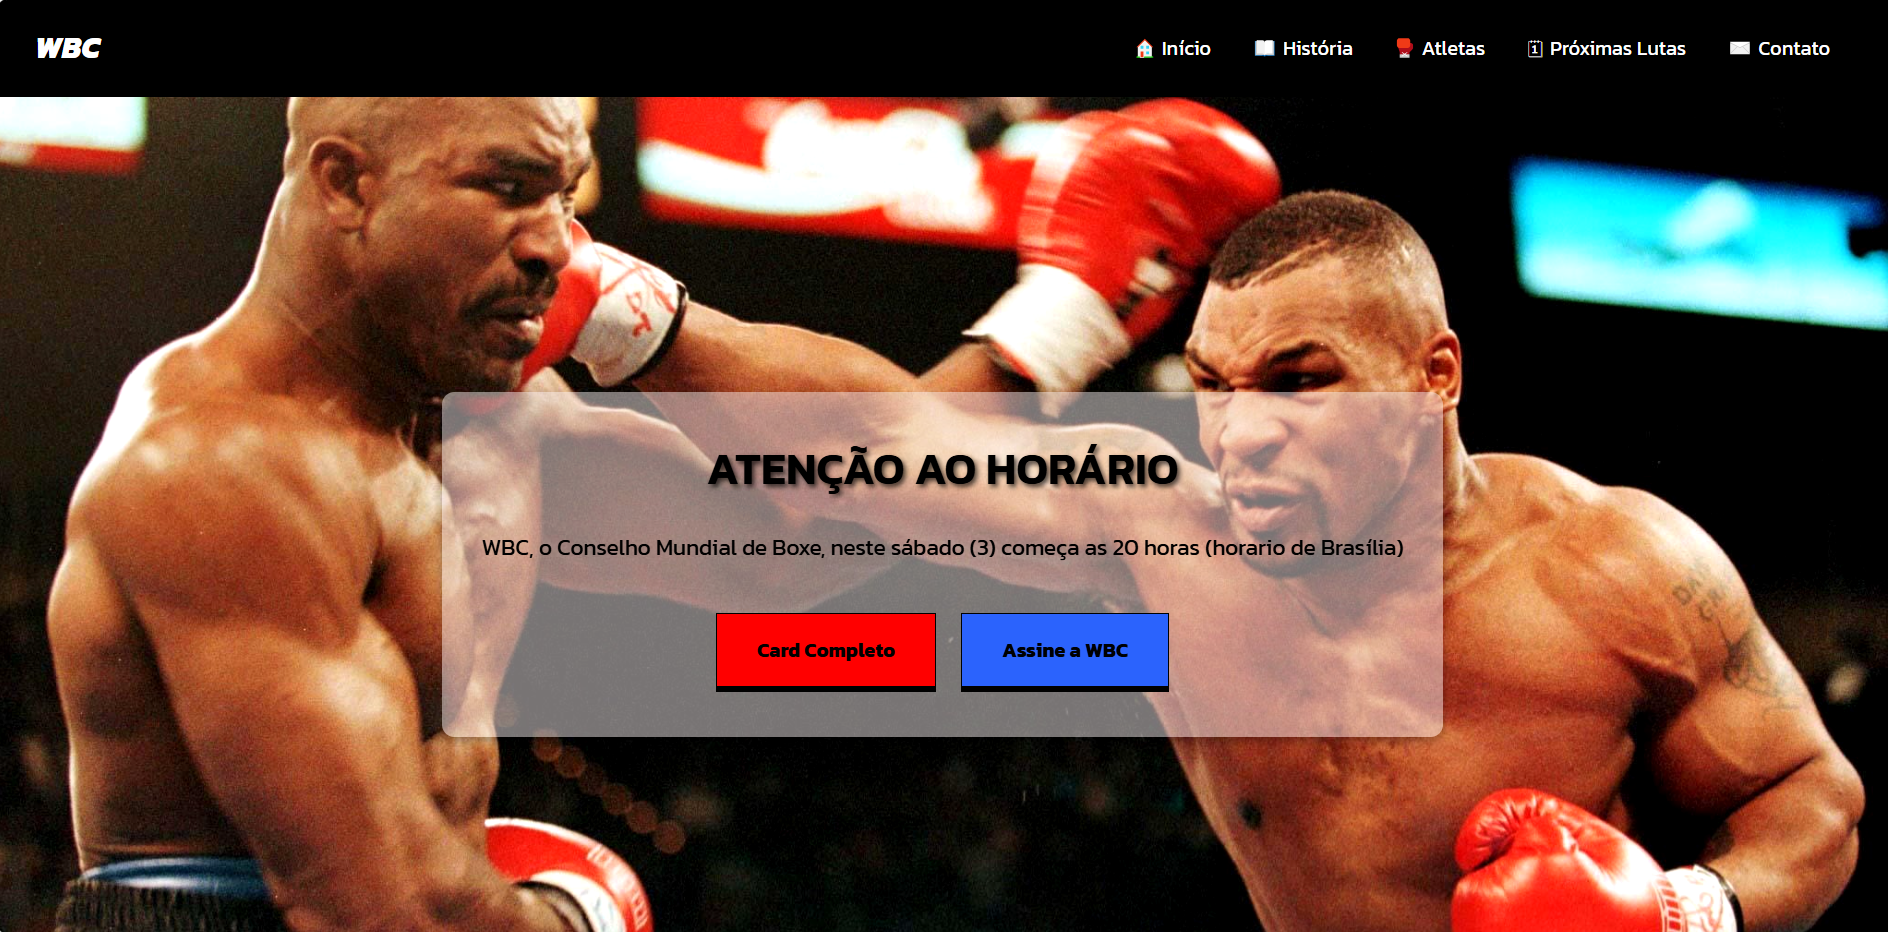 WBC
🏠 Início
📖 História
🥊 Atletas
🗓 Próximas Lutas
✉️ Contato
ATENÇÃO AO HORÁRIO
WBC, o Conselho Mundial de Boxe, neste sábado (3) começa as 20 horas (horario de Brasília)
Card Completo
Assine a WBC